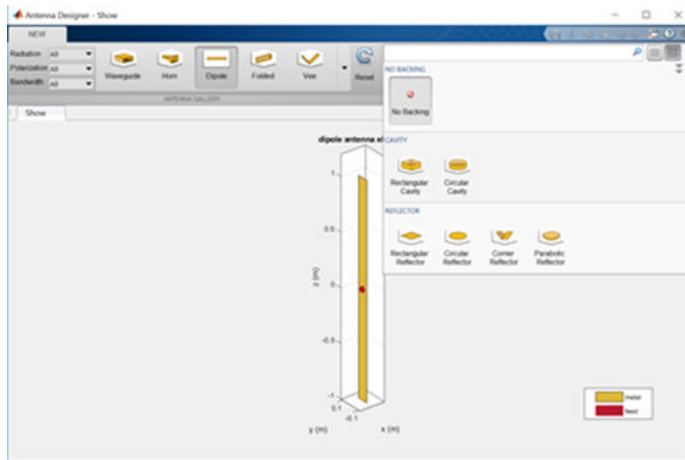 Antenna Designer - Show
NEW
Radiation All
Polarization All
Bandwidth All
Waveguide
Horn
Dipole
Folded
Vee
Reset
ANTENNA GALLERY
Show
NO BACKING
No Backing
CAVITY
Rectangular Cavity
Circular Cavity
REFLECTOR
Rectangular Reflector
Circular Reflector
Corner Reflector
Parabolic Reflector
dipole antenna el
1
0.5
0
-0.5
-1
z (m)
0.1
-0.1
y (m)
x (m)
metal
feed